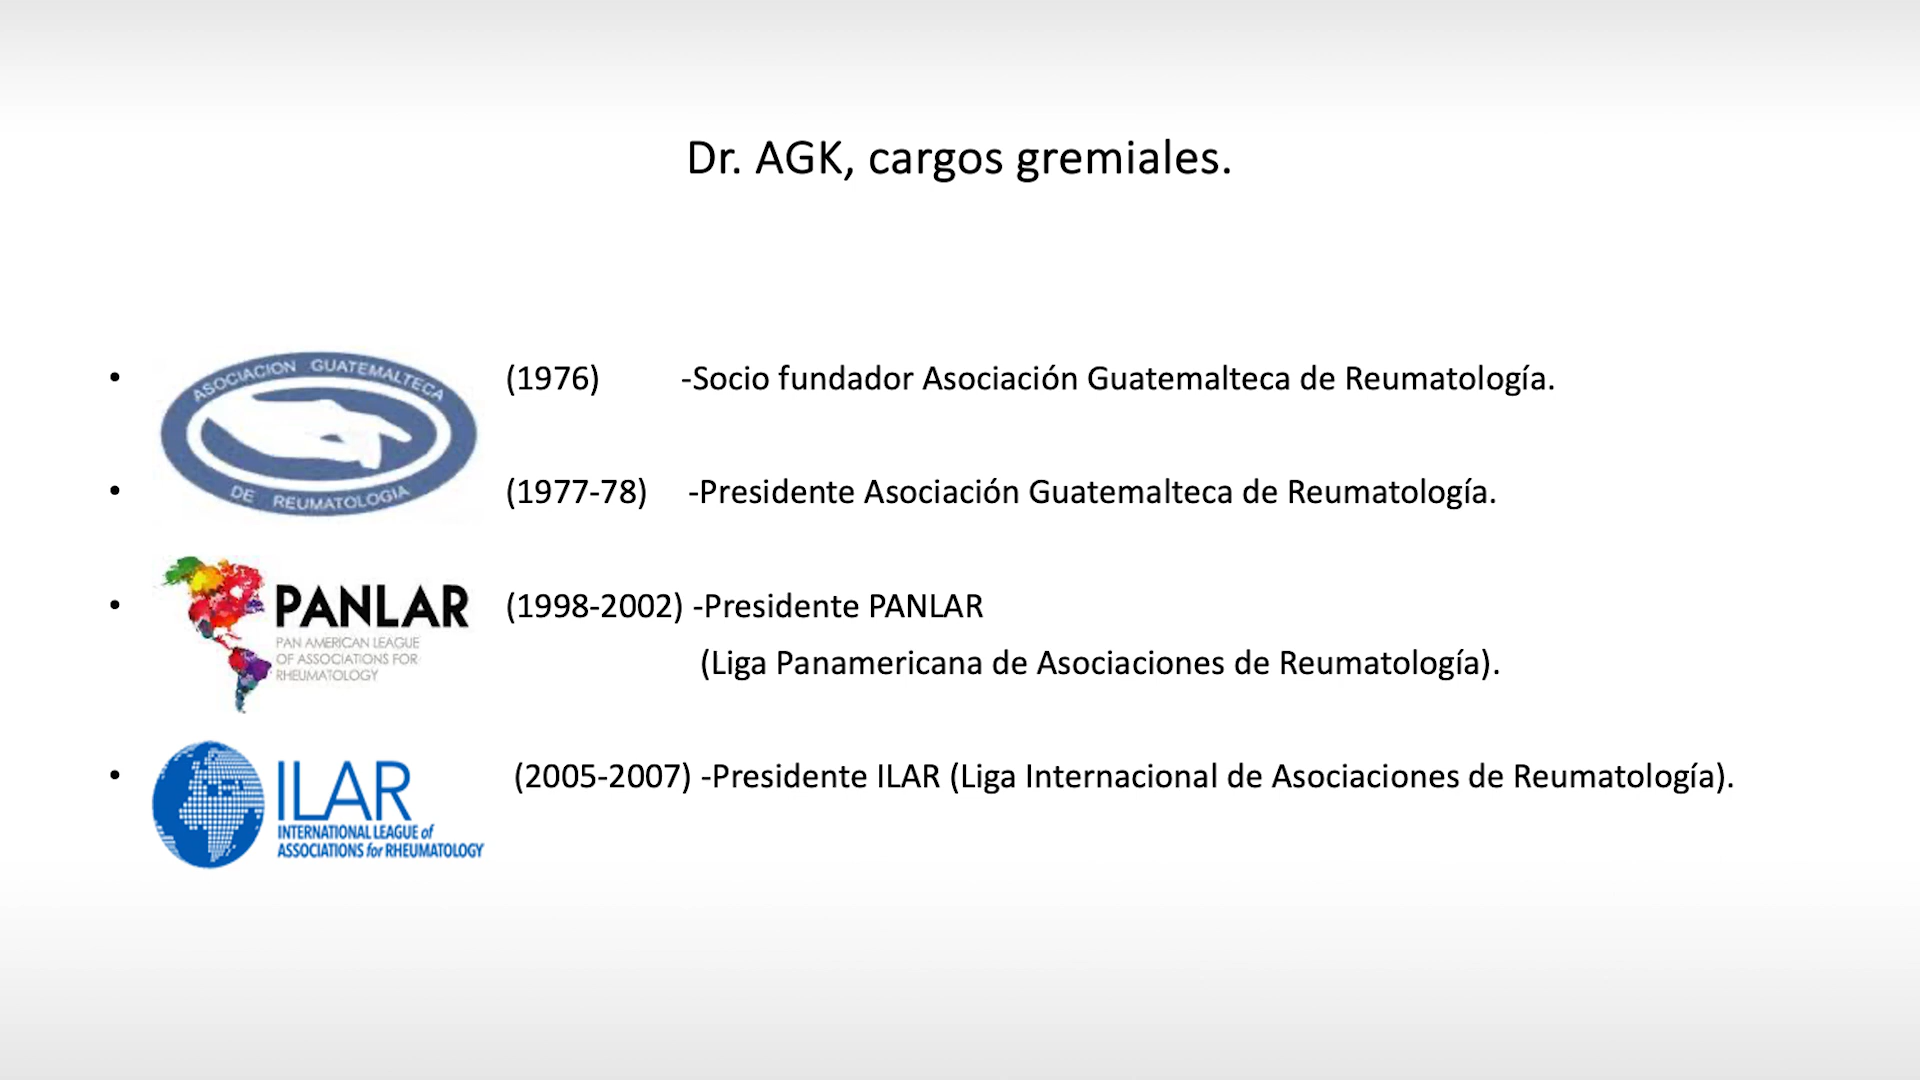 Dr. AGK, cargos gremiales.
ASOCIACION GUATEMALTECA
DE REUMATOLOGIA
• (1976) -Socio fundador Asociación Guatemalteca de Reumatología.
• (1977-78) -Presidente Asociación Guatemalteca de Reumatología.
PANLAR
PAN AMERICAN LEAGUE
OF ASSOCIATIONS FOR
RHEUMATOLOGY
• (1998-2002) -Presidente PANLAR
(Liga Panamericana de Asociaciones de Reumatología).
ILAR
INTERNATIONAL LEAGUE of
ASSOCIATIONS for RHEUMATOLOGY
• (2005-2007) -Presidente ILAR (Liga Internacional de Asociaciones de Reumatología).